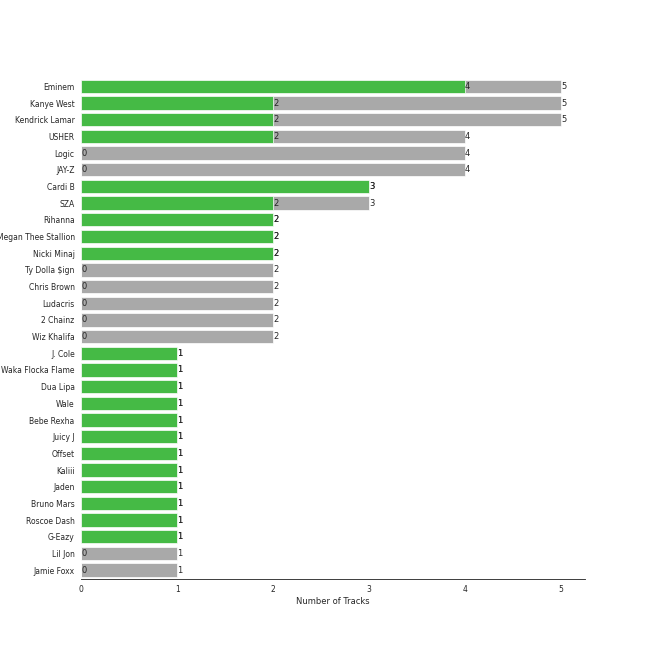 Eminem 4 5
Kanye West 2 5
Kendrick Lamar 2 5
USHER 2 4
Logic 0 4
JAY-Z 0 4
Cardi B 3
SZA 2 3
Rihanna 2
Megan Thee Stallion 2
Nicki Minaj 2
Ty Dolla $ign 0 2
Chris Brown 0 2
Ludacris 0 2
2 Chainz 0 2
Wiz Khalifa 0 2
J. Cole 1
Waka Flocka Flame 1
Dua Lipa 1
Wale 1
Bebe Rexha 1
Juicy J 1
Offset 1
Kaliii 1
Jaden 1
Bruno Mars 1
Roscoe Dash 1
G-Eazy 1
Lil Jon 0 1
Jamie Foxx 0 1
0 1 2 3 4 5
Number of Tracks